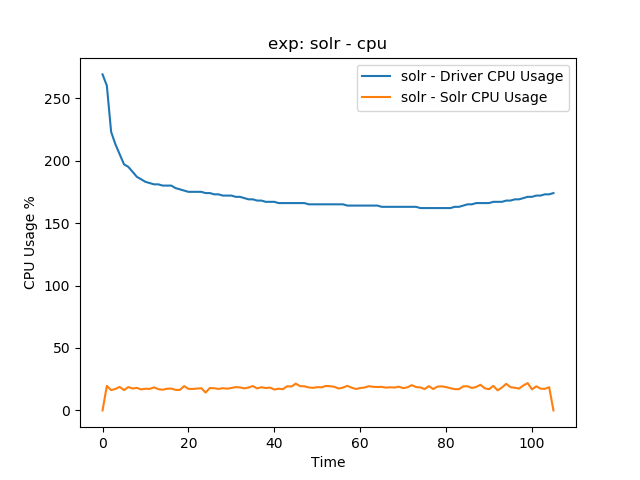 exp: solr - cpu
solr - Driver CPU Usage
solr - Solr CPU Usage
CPU Usage %
250
200
150
100
50
0
0 20 40 60 80 100
Time